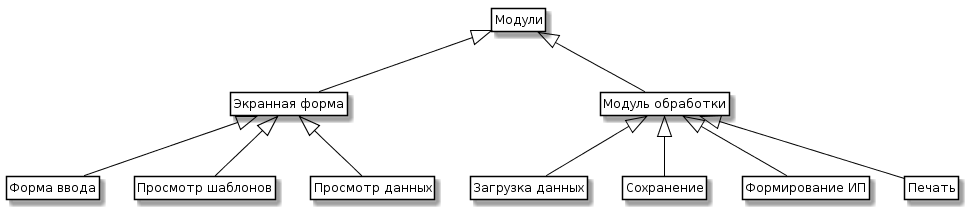 Модули
Экранная форма
Модуль обработки
Форма ввода
Просмотр шаблонов
Просмотр данных
Загрузка данных
Сохранение
Формирование ИП
Печать